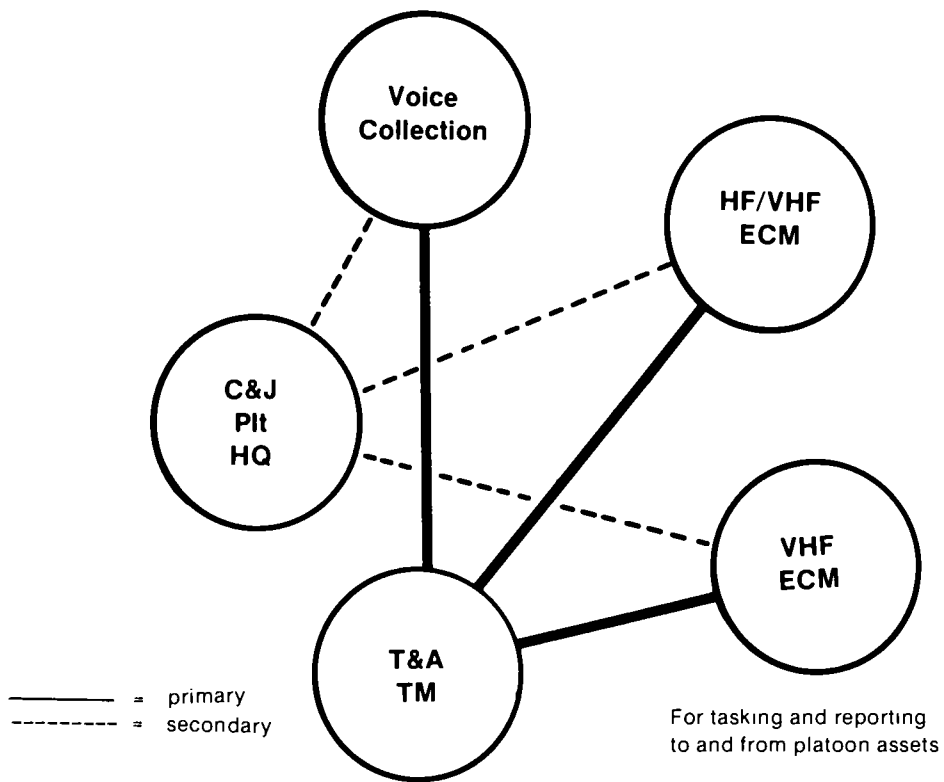 Voice
Collection
HF/VHF
ECM
C&J
Plt
HQ
VHF
ECM
T&A
TM
= primary
= secondary
For tasking and reporting
to and from platoon assets